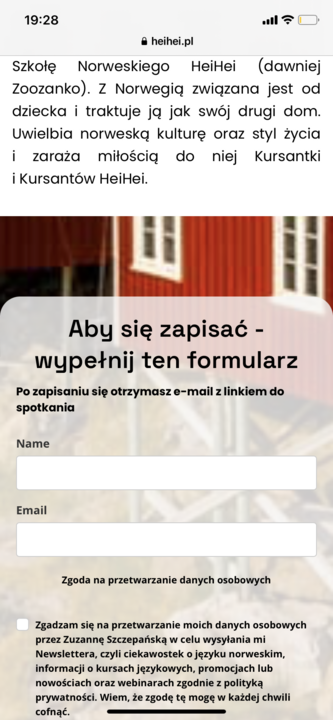 19:28
heihei.pl
Szkołę Norweskiego HeiHei (dawniej
Zoozanko). Z Norwegią związana jest od
dziecka i traktuje ją jak swój drugi dom.
Uwielbia norweską kulturę oraz styl życia
i zaraża miłością do niej Kursantki
i Kursantów HeiHei.
Aby się zapisać -
wypełnij ten formularz
Po zapisaniu się otrzymasz e-mail z linkiem do
spotkania
Name
Email
Zgoda na przetwarzanie danych osobowych
Zgadzam się na przetwarzanie moich danych osobowych
przez Zuzannę Szczepańską w celu wysyłania mi
Newslettera, czyli ciekawostek o języku norweskim,
informacji o kursach językowych, promocjach lub
nowościach oraz webinarach zgodnie z polityką
prywatności. Wiem, że zgodę tę mogę w każdej chwili
cofnąć.